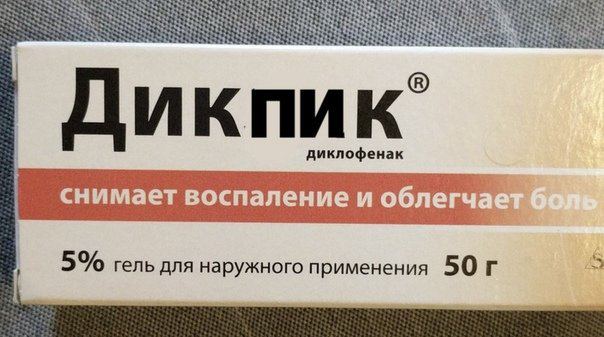 Дикпик®
диклофенак
снимает воспаление и облегчает боль
5% гель для наружного применения 50 г